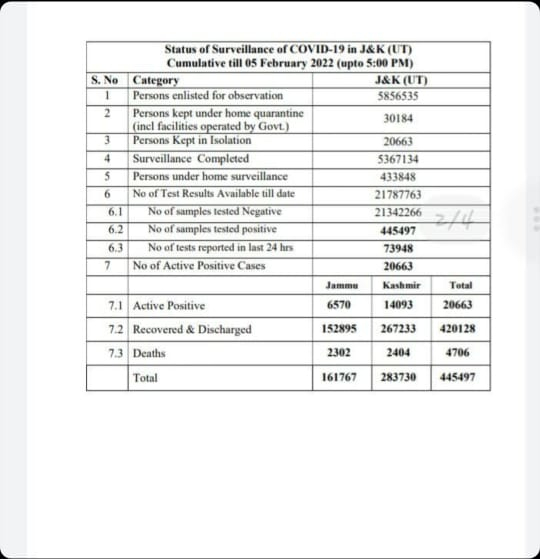 Status of Surveillance of COVID-19 in J&K (UT)
Cumulative till 05 February 2022 (upto 5:00 PM)
S. No Category J&K (UT)
1 Persons enlisted for observation 5856535
2 Persons kept under home quarantine (incl facilities operated by Govt.) 30184
3 Persons Kept in Isolation 20663
4 Surveillance Completed 5367134
5 Persons under home surveillance 433848
6 No of Test Results Available till date 21787763
6.1 No of samples tested Negative 21342266
6.2 No of samples tested positive 445497
6.3 No of tests reported in last 24 hrs 73948
7 No of Active Positive Cases 20663
Jammu Kashmir Total
7.1 Active Positive 6570 14093 20663
7.2 Recovered & Discharged 152895 267233 420128
7.3 Deaths 2302 2404 4706
Total 161767 283730 445497
2/4